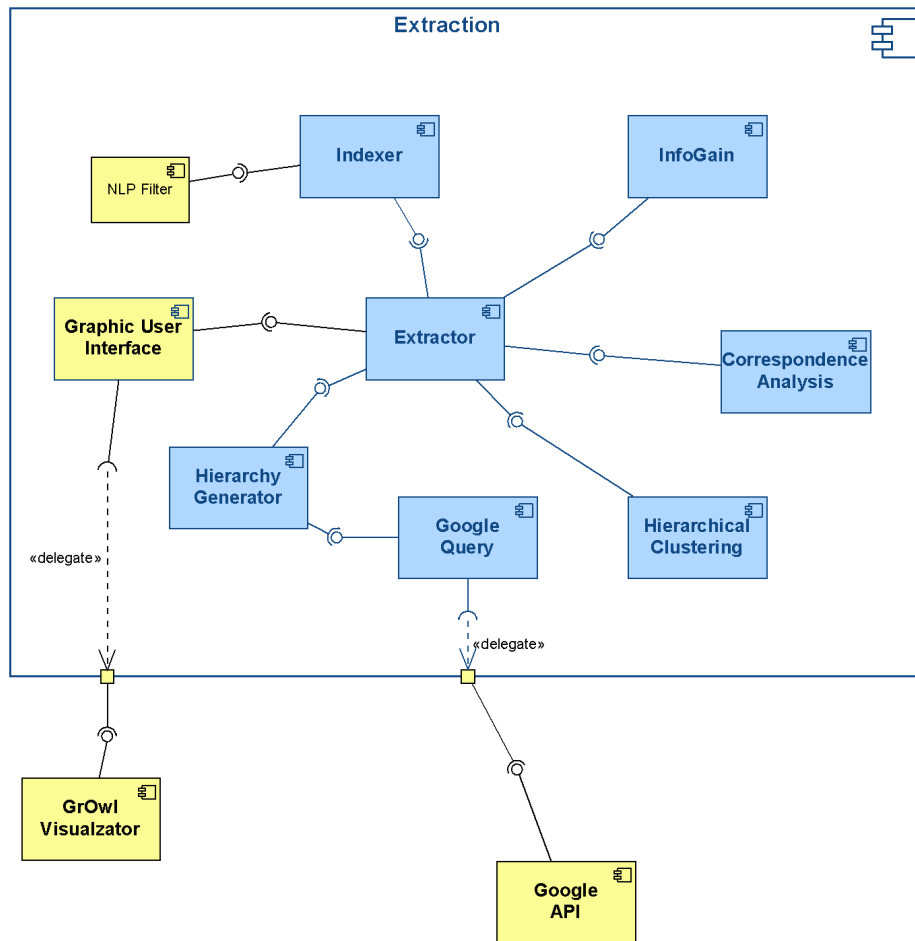 Extraction
Indexer
InfoGain
NLP Filter
Graphic User
Interface
Extractor
Correspondence
Analysis
Hierarchy
Generator
Google
Query
Hierarchical
Clustering
«delegate»
«delegate»
GrOwl
Visualzator
Google
API